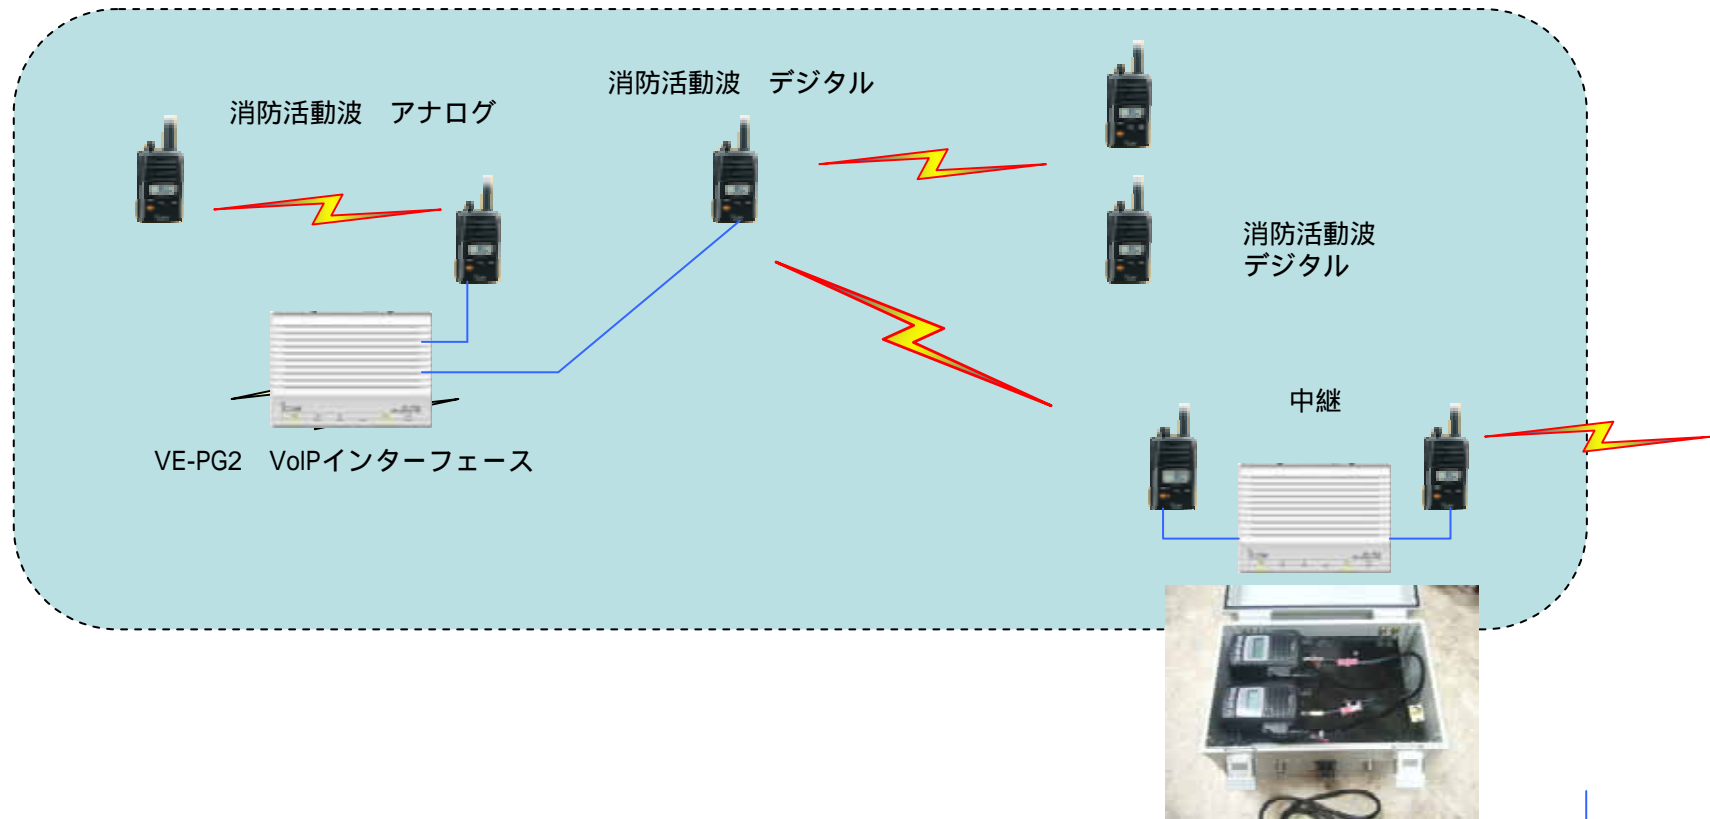 消防活動波　デジタル
消防活動波　アナログ
消防活動波
デジタル
中継
VE-PG2　VoIPインターフェース